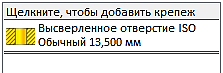 Щелкните, чтобы добавить крепеж
Высверленное отверстие ISO
Обычный 13,500 мм